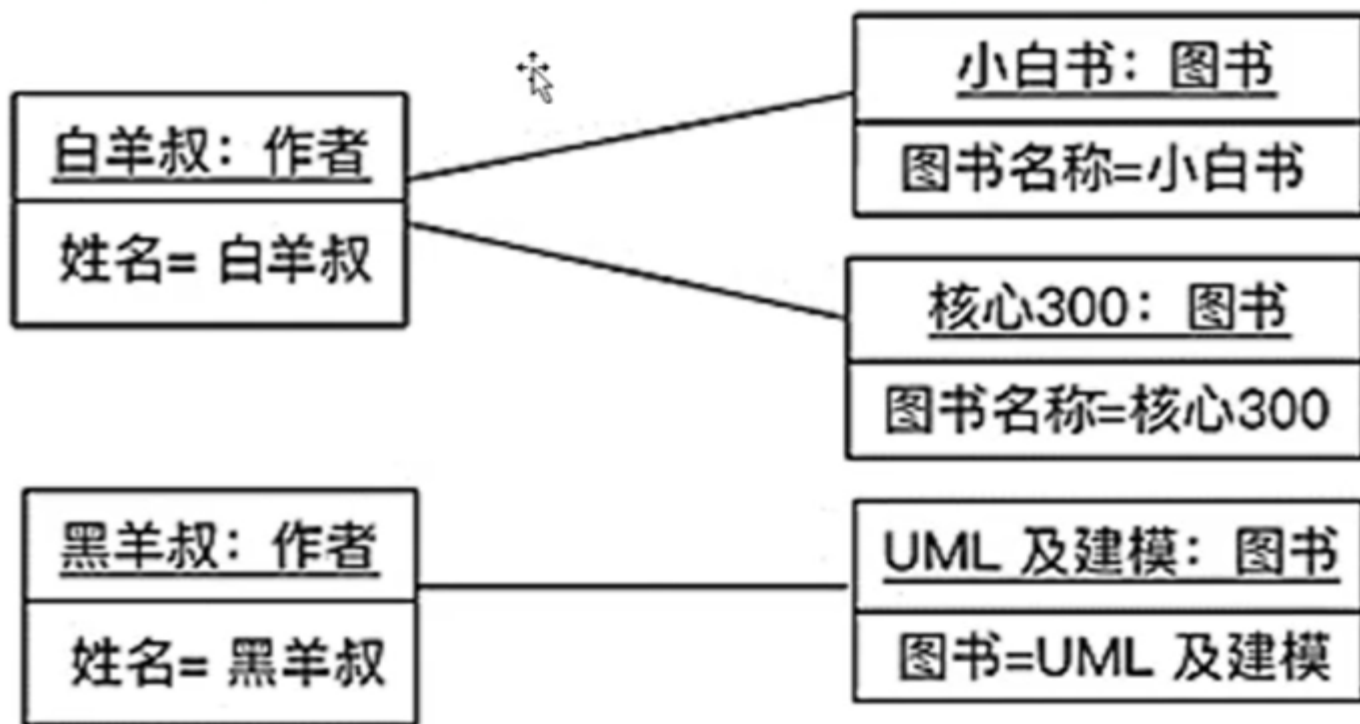 白羊叔：作者
姓名= 白羊叔
小白书：图书
图书名称=小白书
核心300：图书
图书名称=核心300
黑羊叔：作者
姓名= 黑羊叔
UML 及建模：图书
图书=UML 及建模